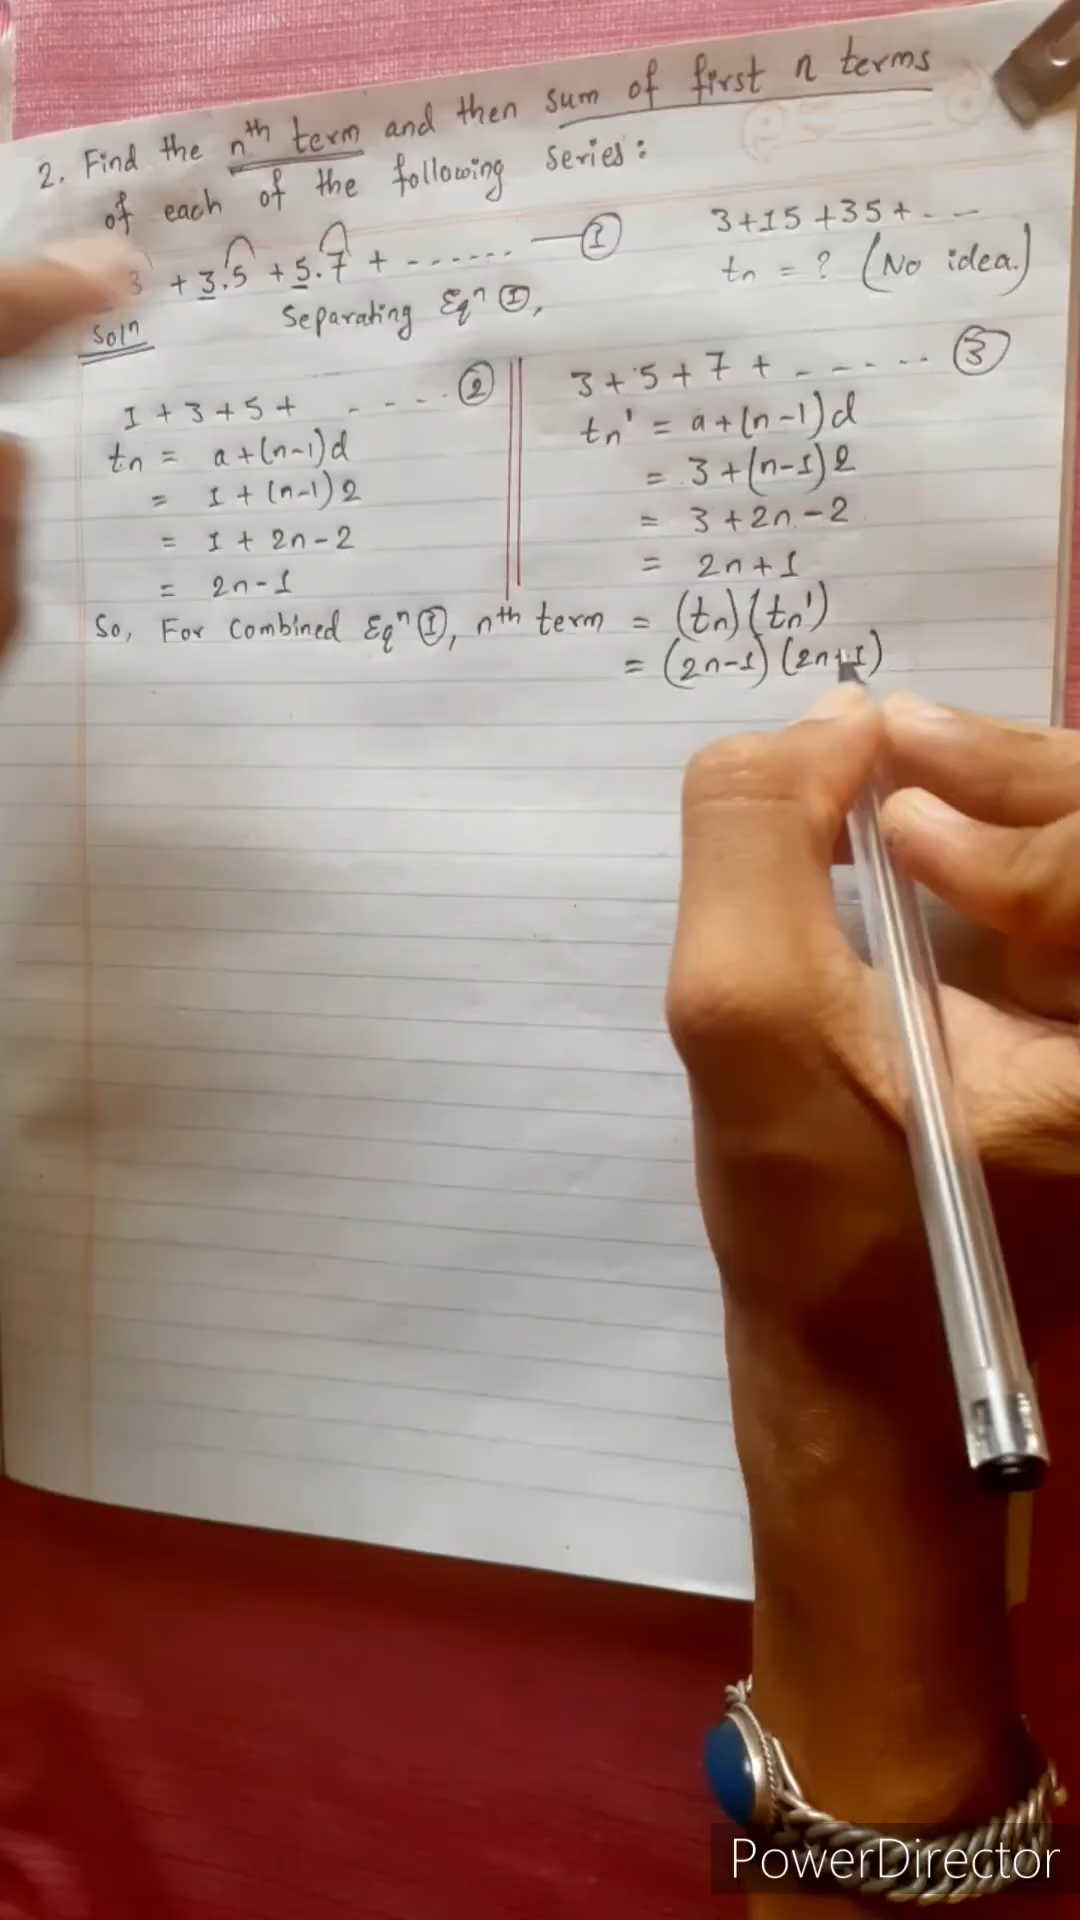 2. Find the nth term and then sum of first n terms
of each of the following series:
3 + 3.5 + 5.7 + ...... — ①
3+15+35+ - -
tn = ? (No idea.)
Soln
Separating Eqn Ⓘ,
1 + 3 + 5 + - - - - ②
tn = a+(n-1)d
= 1 + (n-1) 2
= 1 + 2n - 2
= 2n - 1
3 + 5 + 7 + - - - - - ③
tn' = a+(n-1)d
= 3 + (n-1) 2
= 3 + 2n - 2
= 2n + 1
So, For combined Eqn Ⓘ, nth term = (tn) (tn')
= (2n-1) (2n+1)
PowerDirector